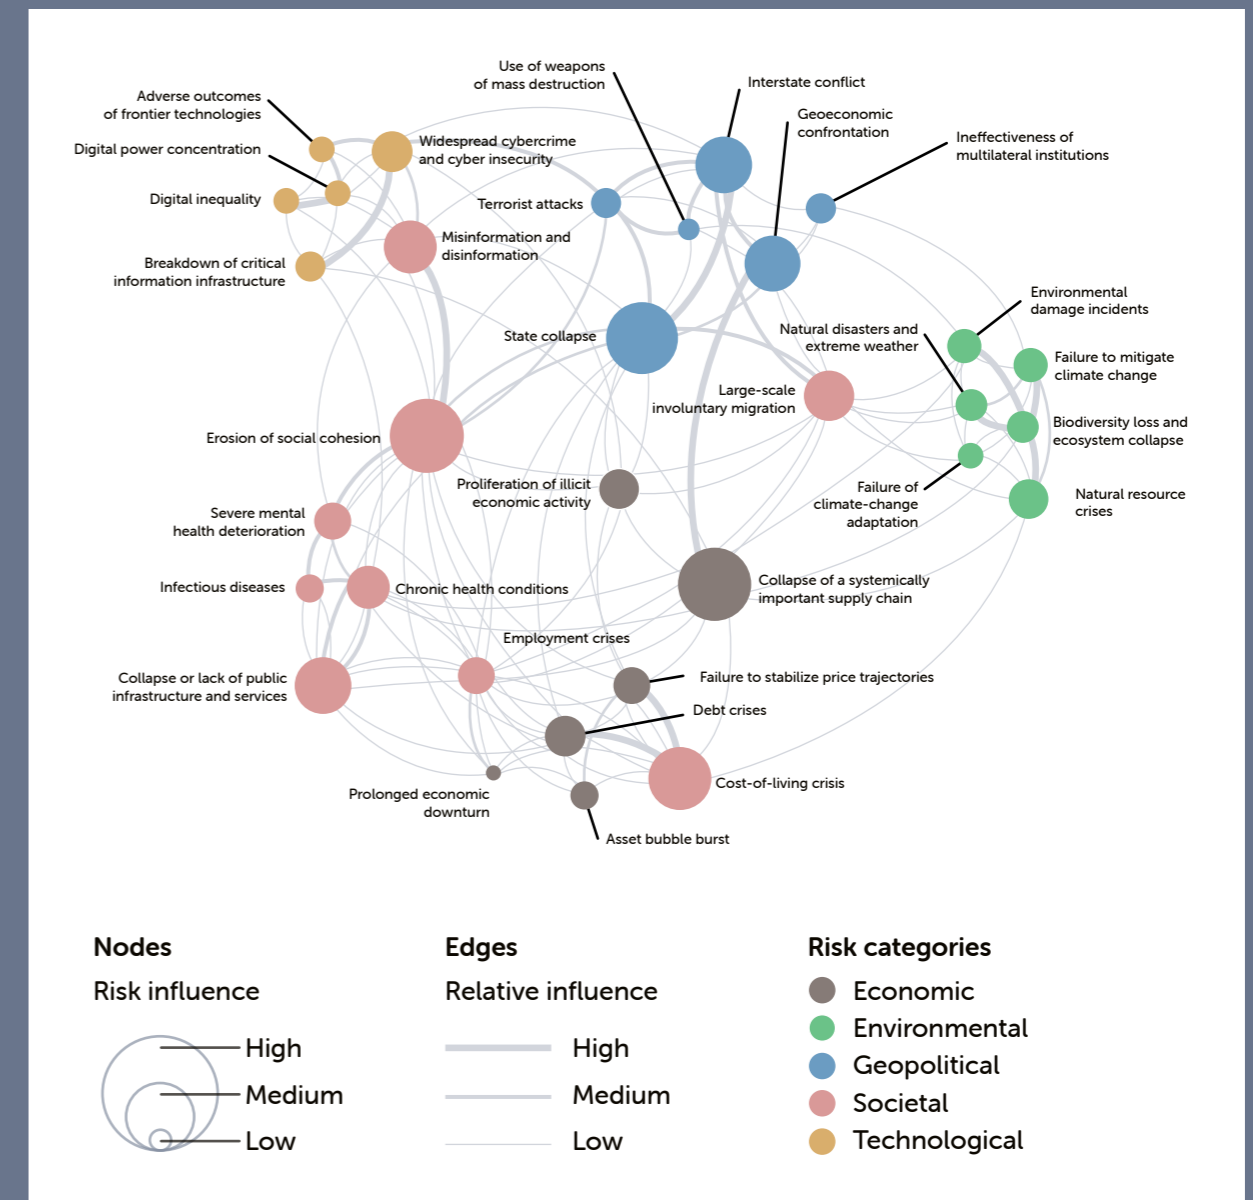 Use of weapons
of mass destruction
Interstate conflict
Adverse outcomes
of frontier technologies
Geoeconomic
confrontation
Digital power concentration
Widespread cybercrime
and cyber insecurity
Ineffectiveness of
multilateral institutions
Digital inequality
Terrorist attacks
Misinformation and
disinformation
Breakdown of critical
information infrastructure
Environmental
damage incidents
State collapse
Natural disasters and
extreme weather
Failure to mitigate
climate change
Large-scale
involuntary migration
Erosion of social cohesion
Biodiversity loss and
ecosystem collapse
Proliferation of illicit
economic activity
Failure of
climate-change
adaptation
Natural resource
crises
Severe mental
health deterioration
Infectious diseases
Chronic health conditions
Collapse of a systemically
important supply chain
Employment crises
Collapse or lack of public
infrastructure and services
Failure to stabilize price trajectories
Debt crises
Prolonged economic
downturn
Cost-of-living crisis
Asset bubble burst
Nodes
Risk influence
High
Medium
Low
Edges
Relative influence
High
Medium
Low
Risk categories
Economic
Environmental
Geopolitical
Societal
Technological